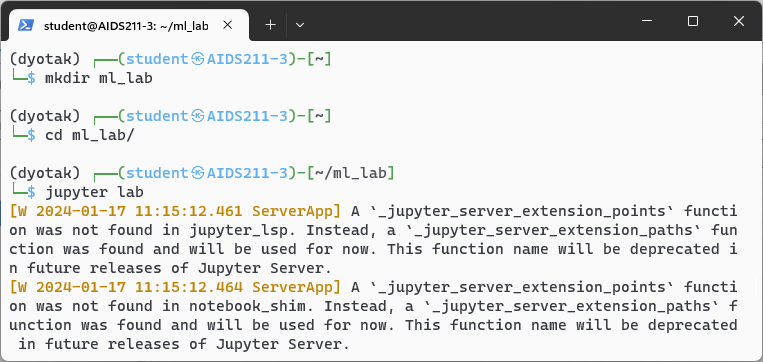 student@AIDS211-3: ~/ml_lab
(dyotak) ┌──(student㉿AIDS211-3)-[~]
└─$ mkdir ml_lab
(dyotak) ┌──(student㉿AIDS211-3)-[~]
└─$ cd ml_lab/
(dyotak) ┌──(student㉿AIDS211-3)-[~/ml_lab]
└─$ jupyter lab
[W 2024-01-17 11:15:12.461 ServerApp] A `_jupyter_server_extension_points` functi
on was not found in jupyter_lsp. Instead, a `_jupyter_server_extension_paths` fun
ction was found and will be used for now. This function name will be deprecated i
n future releases of Jupyter Server.
[W 2024-01-17 11:15:12.464 ServerApp] A `_jupyter_server_extension_points` functi
on was not found in notebook_shim. Instead, a `_jupyter_server_extension_paths` f
unction was found and will be used for now. This function name will be deprecated
 in future releases of Jupyter Server.